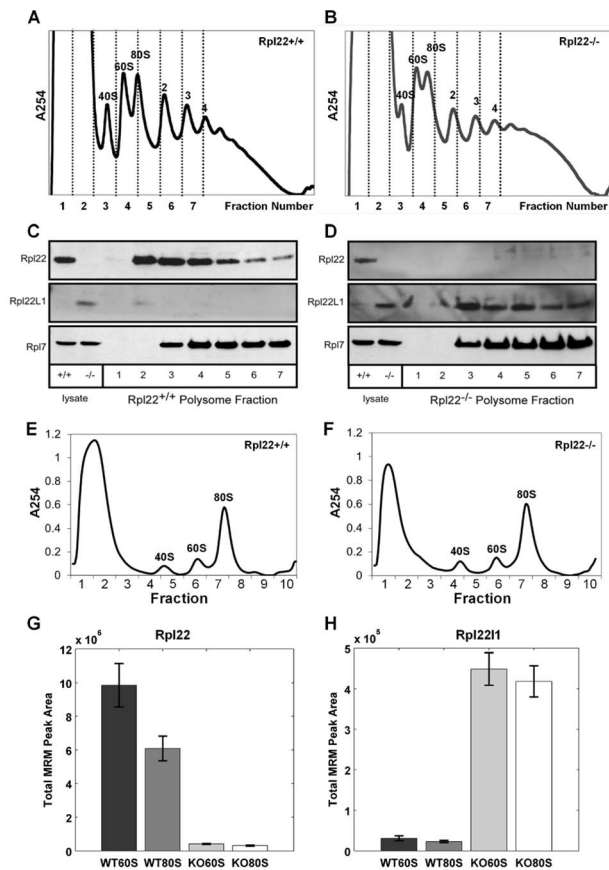 A
Rpl22+/+
A254
40S 60S 80S 2 3 4
1 2 3 4 5 6 7 Fraction Number
B
Rpl22-/-
A254
40S 60S 80S 2 3 4
1 2 3 4 5 6 7 Fraction Number
C
Rpl22
Rpl22L1
Rpl7
+/+ -/- 1 2 3 4 5 6 7
lysate Rpl22+/+ Polysome Fraction
D
Rpl22
Rpl22L1
Rpl7
+/+ -/- 1 2 3 4 5 6 7
lysate Rpl22-/- Polysome Fraction
E
Rpl22+/+
A254
1.2
1
0.8
0.6
0.4
0.2
0
40S 60S 80S
1 2 3 4 5 6 7 8 9 10
Fraction
F
Rpl22-/-
A254
1.2
1
0.8
0.6
0.4
0.2
0
40S 60S 80S
1 2 3 4 5 6 7 8 9 10
Fraction
G
Rpl22
x 10 6
Total MRM Peak Area
10
8
6
4
2
0
WT60S WT80S KO60S KO80S
H
Rpl22l1
x 10 5
Total MRM Peak Area
5
4
3
2
1
0
WT60S WT80S KO60S KO80S